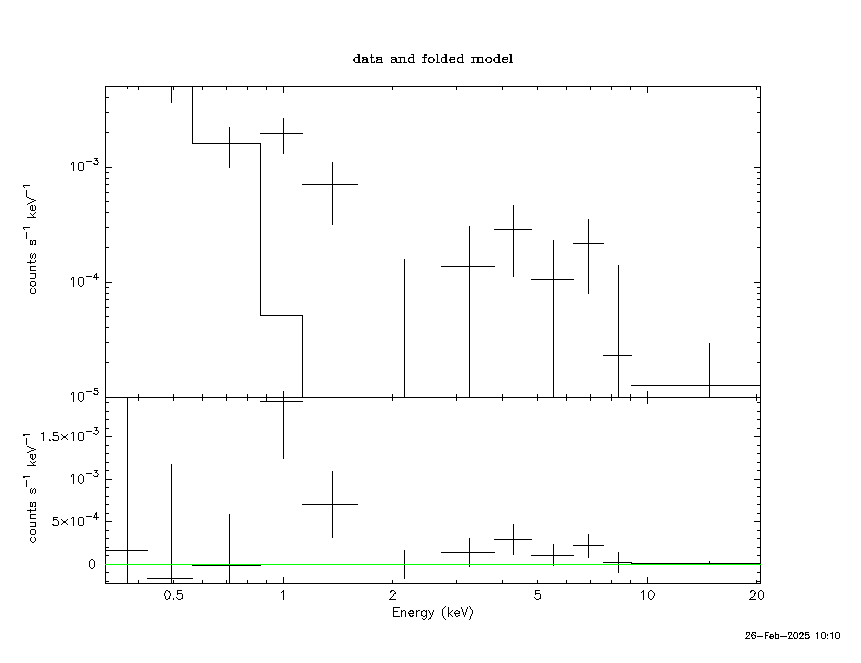 data and folded model
10−3
10−4
10−5
counts s−1 keV−1
1.5×10−3
10−3
5×10−4
0
counts s−1 keV−1
0.5 1 2 5 10 20
Energy (keV)
26−Feb−2025 10:10